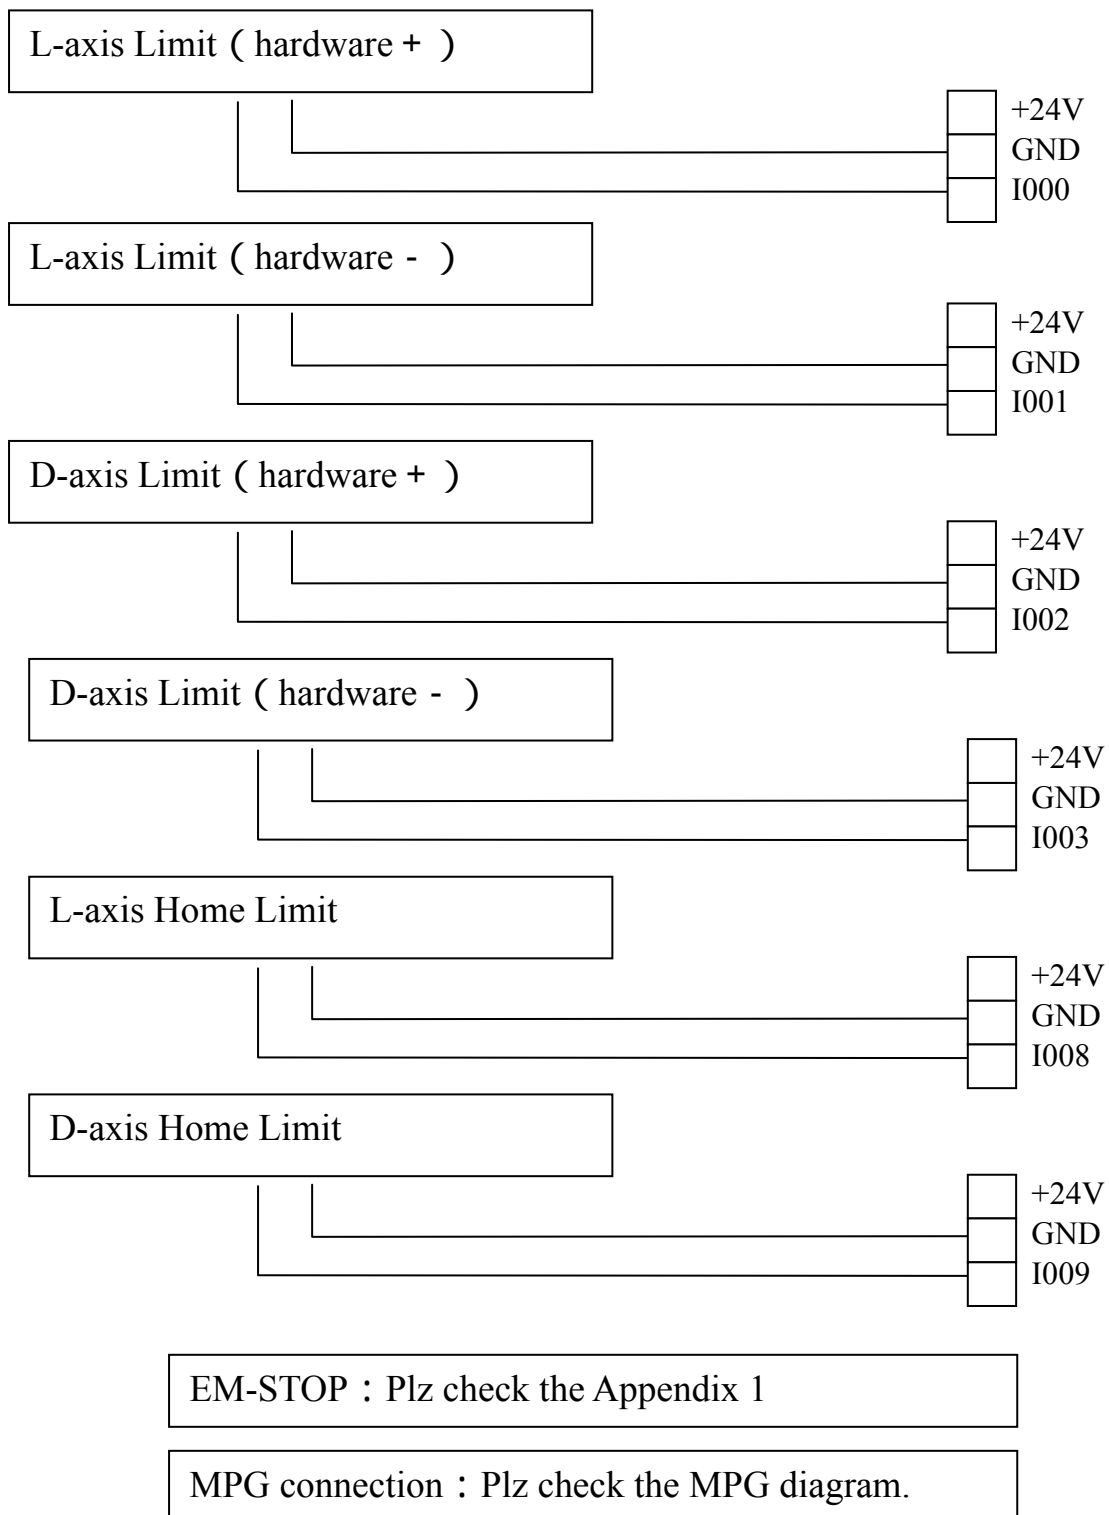 L-axis Limit（hardware＋ ）
+24V
GND
I000
L-axis Limit（hardware－ ）
+24V
GND
I001
D-axis Limit（hardware＋ ）
+24V
GND
I002
D-axis Limit（hardware－ ）
+24V
GND
I003
L-axis Home Limit
+24V
GND
I008
D-axis Home Limit
+24V
GND
I009
EM-STOP：Plz check the Appendix 1
MPG connection：Plz check the MPG diagram.